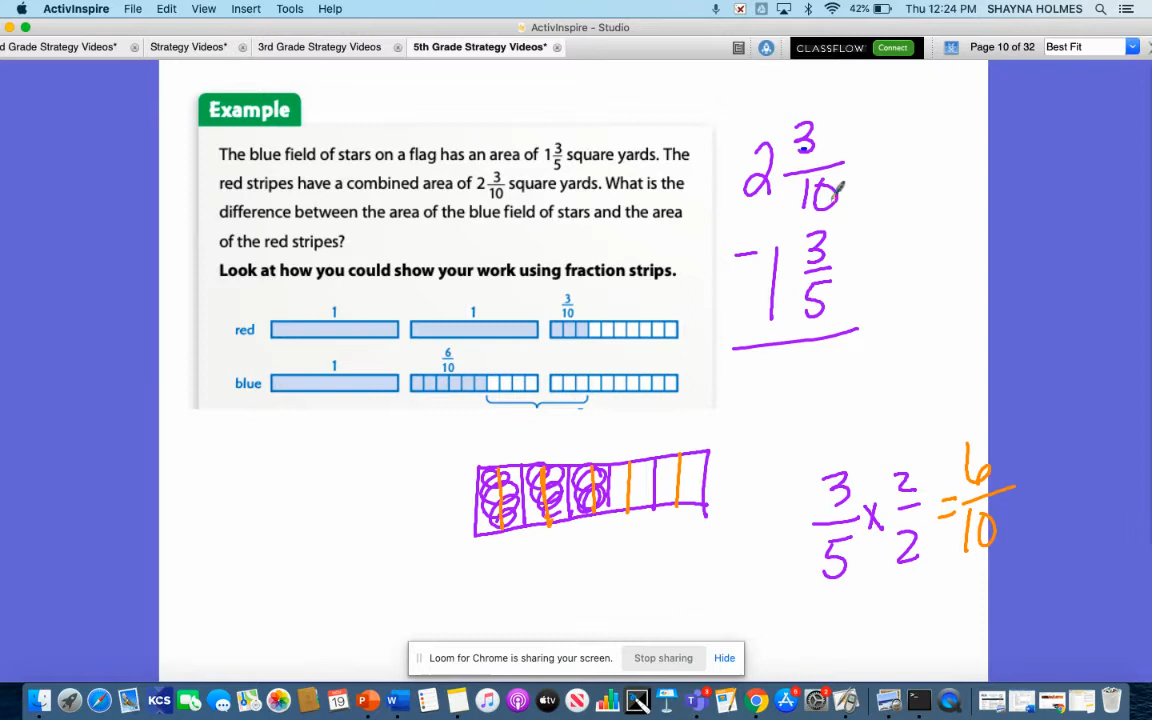 ActivInspire File Edit View Insert Tools Help 42% Thu 12:24 PM SHAYNA HOLMES
ActivInspire - Studio
d Grade Strategy Videos* Strategy Videos* 3rd Grade Strategy Videos 5th Grade Strategy Videos* CLASSFLOW Connect Page 10 of 32 Best Fit
Example
The blue field of stars on a flag has an area of 1 3/5 square yards. The
red stripes have a combined area of 2 3/10 square yards. What is the
difference between the area of the blue field of stars and the area
of the red stripes?
Look at how you could show your work using fraction strips.
1 1 3/10
red
1 6/10
blue
2 3/10
- 1 3/5
3/5 x 2/2 = 6/10
Loom for Chrome is sharing your screen. Stop sharing Hide
KCS
19